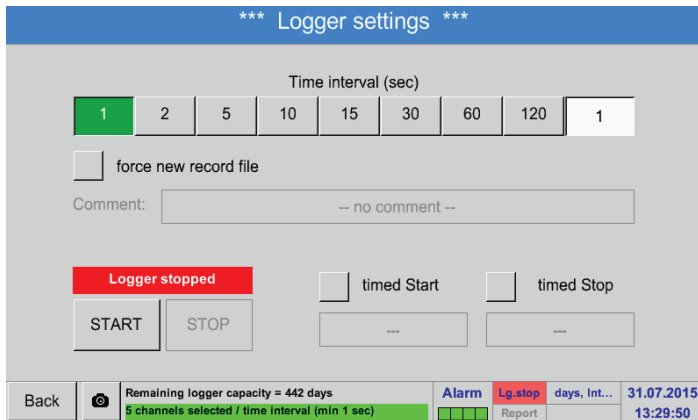 *** Logger settings ***
Time interval (sec)
1 2 5 10 15 30 60 120 1
force new record file
Comment: -- no comment --
Logger stopped
timed Start timed Stop
START STOP --- ---
Back Remaining logger capacity = 442 days Alarm Lg.stop days, Int... 31.07.2015
5 channels selected / time interval (min 1 sec) Report 13:29:50